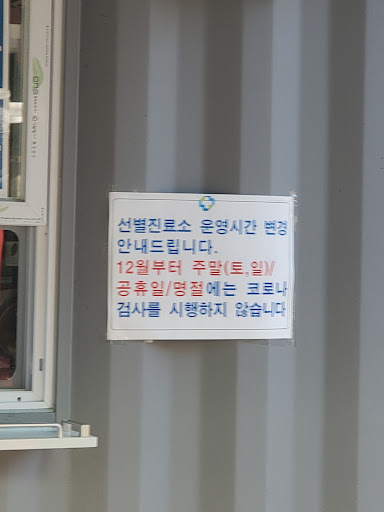 선별진료소 운영시간 변경
안내드립니다.
12월부터 주말(토,일)/
공휴일/명절에는 코로나
검사를 시행하지 않습니다